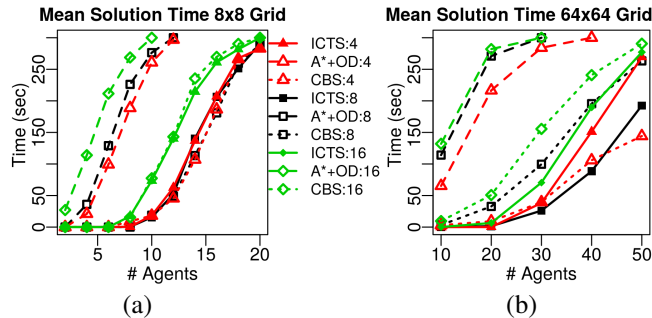 Mean Solution Time 8x8 Grid
Time (sec)
250
150
50
0
5
10
15
20
# Agents
(a)
ICTS:4
A*+OD:4
CBS:4
ICTS:8
A*+OD:8
CBS:8
ICTS:16
A*+OD:16
CBS:16
Mean Solution Time 64x64 Grid
Time (sec)
250
150
50
0
10
20
30
40
50
# Agents
(b)